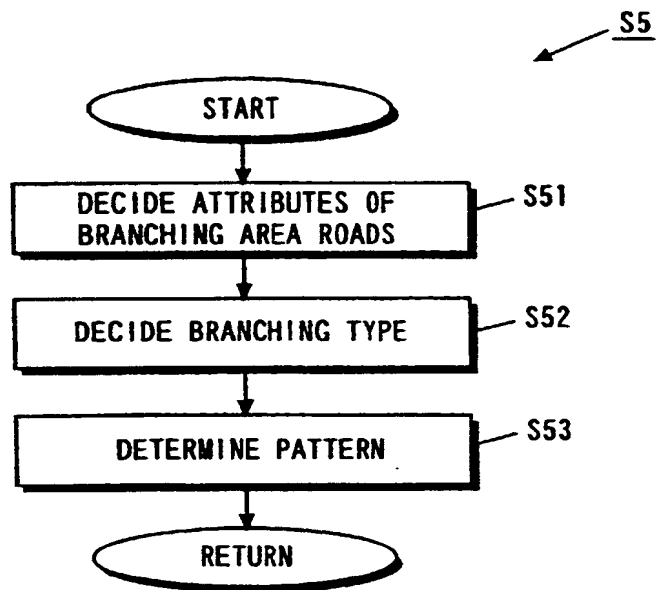 S5
START
DECIDE ATTRIBUTES OF
BRANCHING AREA ROADS
S51
DECIDE BRANCHING TYPE
S52
DETERMINE PATTERN
S53
RETURN